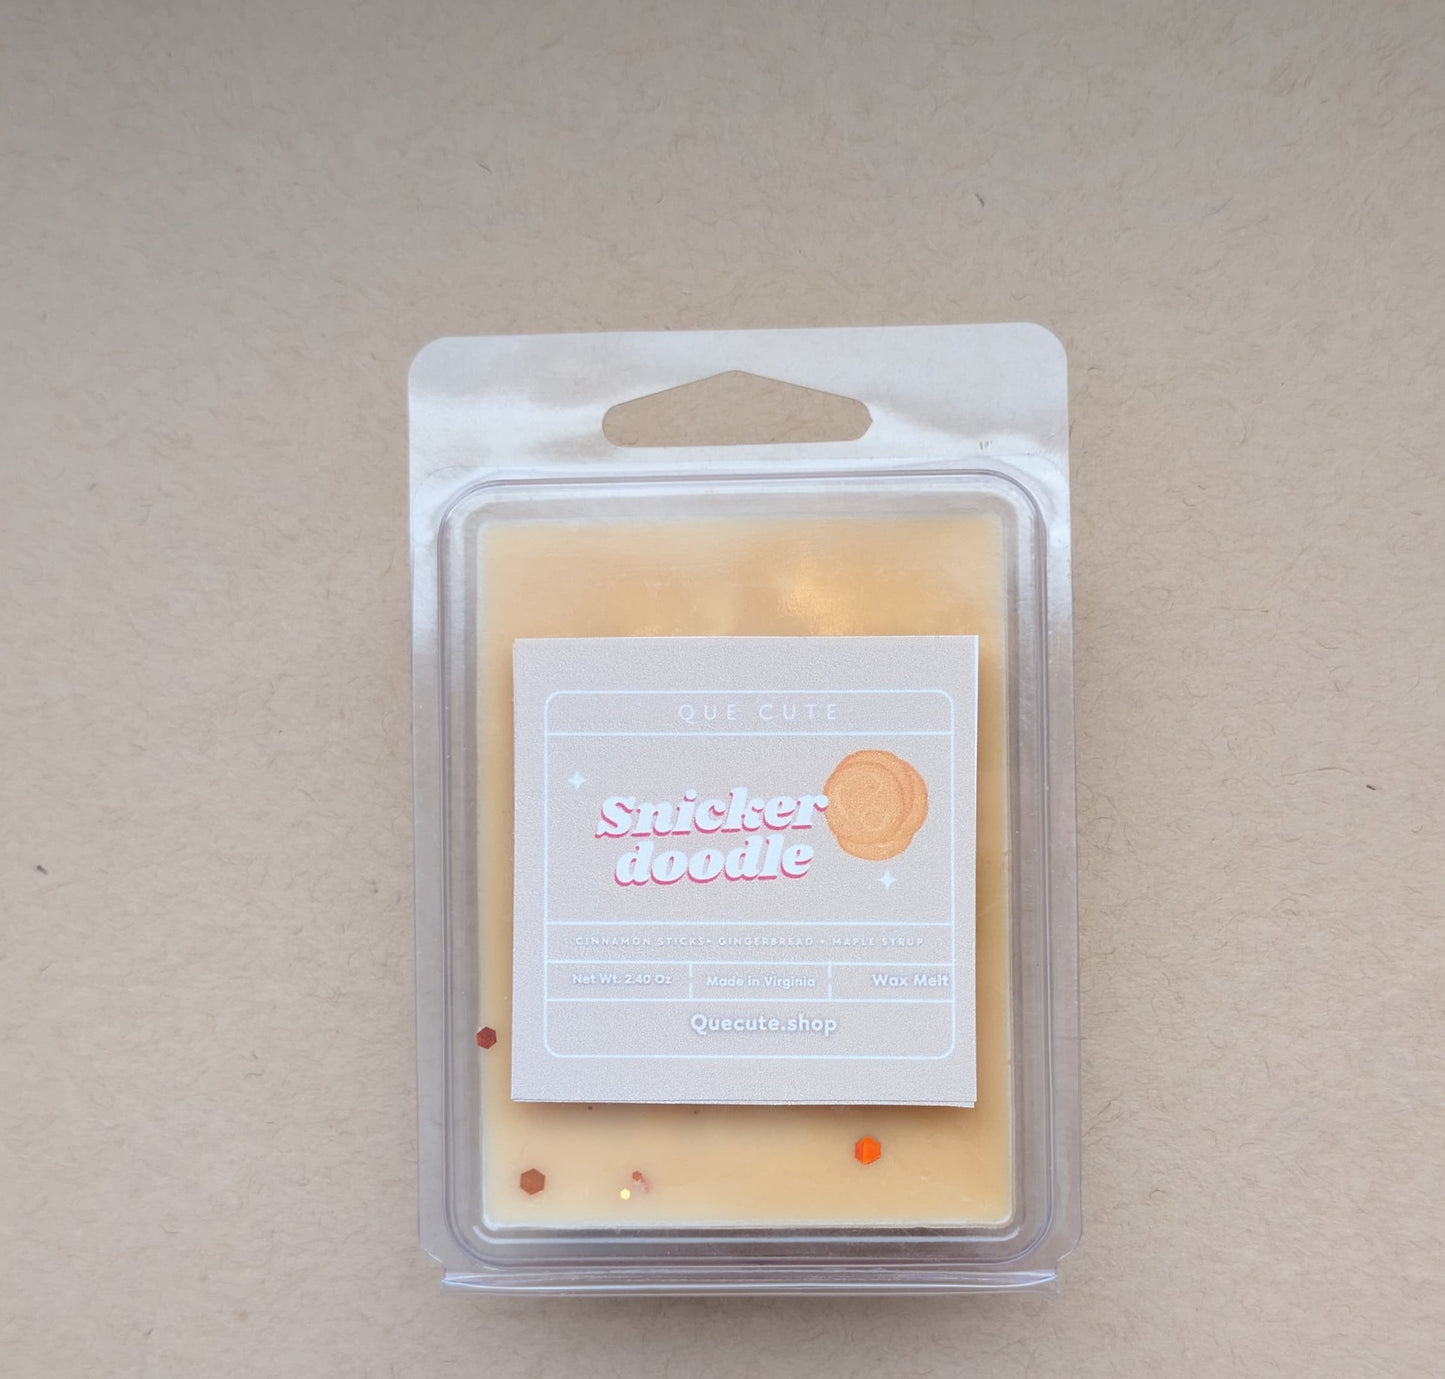 QUE CUTE
Snicker
doodle
CINNAMON STICKS• GINGERBREAD • MAPLE SYRUP
Net Wt. 2.40 Oz
Made in Virginia
Wax Melt
Quecute.shop